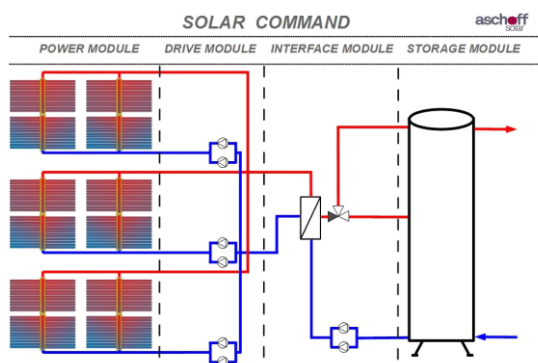 SOLAR COMMAND
aschoff
SOLAR
POWER MODULE
DRIVE MODULE
INTERFACE MODULE
STORAGE MODULE